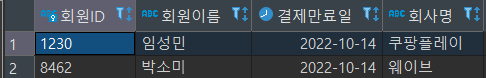 회원ID ABC 회원이름 결제만료일 ABC 회사명
1 1230 임성민 2022-10-14 쿠팡플레이
2 8462 박소미 2022-10-14 웨이브